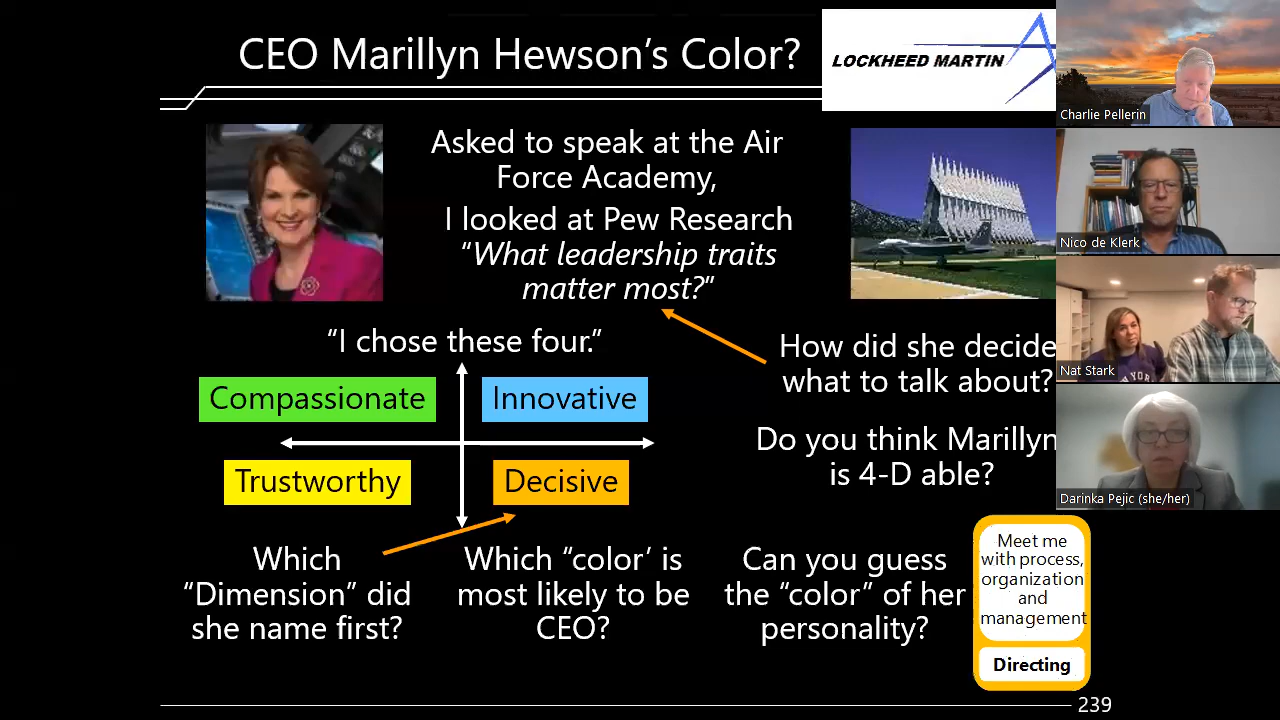 CEO Marillyn Hewson’s Color?
LOCKHEED MARTIN
Charlie Pellerin
Asked to speak at the Air
Force Academy,
I looked at Pew Research
“What leadership traits
matter most?”
Nico de Klerk
“I chose these four.”
How did she decide
what to talk about?
Nat Stark
Compassionate
Innovative
Do you think Marillyn
is 4-D able?
Trustworthy
Decisive
Darinka Pejic (she/her)
Which
“Dimension” did
she name first?
Which “color’ is
most likely to be
CEO?
Can you guess
the “color” of her
personality?
Meet me
with process,
organization
and
management
Directing
239